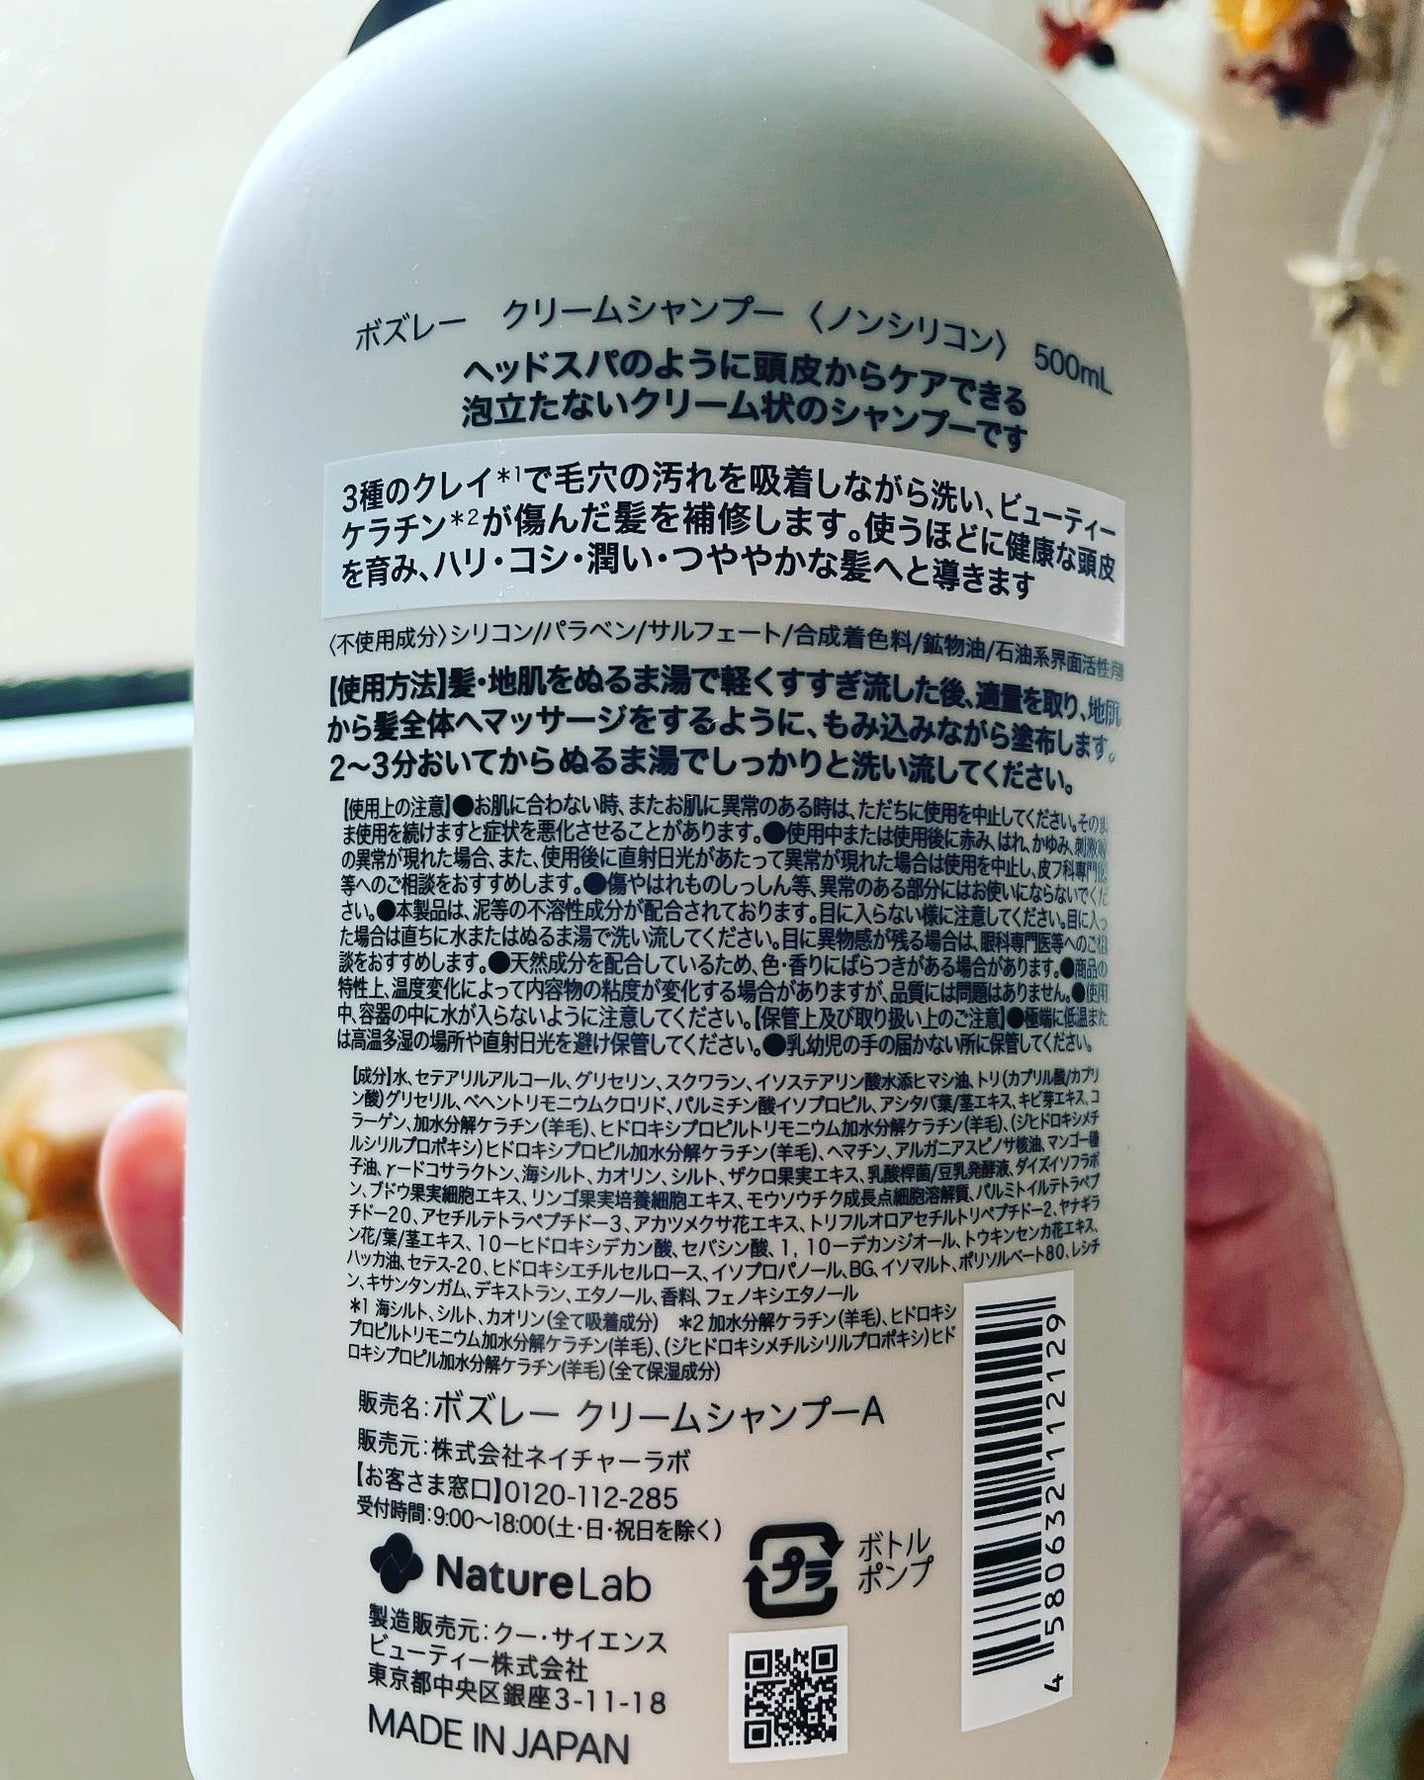 ボズレー　クリームシャンプー　〈ノンシリコン〉　500mL
ヘッドスパのように頭皮からケアできる
泡立たないクリーム状のシャンプーです
3種のクレイ*1で毛穴の汚れを吸着しながら洗い、ビューティー
ケラチン*2が傷んだ髪を補修します。使うほどに健康な頭皮
を育み、ハリ・コシ・潤い・つややかな髪へと導きます
〈不使用成分〉シリコン/パラベン/サルフェート/合成着色料/鉱物油/石油系界面活性剤
【使用方法】髪・地肌をぬるま湯で軽くすすぎ流した後、適量を取り、地肌
から髪全体へマッサージをするように、もみ込みながら塗布します。
2〜3分おいてからぬるま湯でしっかりと洗い流してください。
【使用上の注意】●お肌に合わない時、またお肌に異常のある時は、ただちに使用を中止してください。そのま
ま使用を続けますと症状を悪化させることがあります。●使用中または使用後に赤み、はれ、かゆみ、刺激等
の異常が現れた場合、また、使用後に直射日光があたって異常が現れた場合は使用を中止し、皮フ科専門医
等へのご相談をおすすめします。●傷やはれものしっしん等、異常のある部分にはお使いにならないでくだ
さい。●本製品は、泥等の不溶性成分が配合されております。目に入らない様に注意してください。目に入っ
た場合は直ちに水またはぬるま湯で洗い流してください。目に異物感が残る場合は、眼科専門医等へのご相
談をおすすめします。●天然成分を配合しているため、色・香りにばらつきがある場合があります。●商品の
特性上、温度変化によって内容物の粘度が変化する場合がありますが、品質には問題はありません。●使用
中、容器の中に水が入らないように注意してください。【保管上及び取り扱い上のご注意】●極端に低温また
は高温多湿の場所や直射日光を避け保管してください。●乳幼児の手の届かない所に保管してください。
【成分】水、セテアリルアルコール、グリセリン、スクワラン、イソステアリン酸水添ヒマシ油、トリ(カプリル酸/カプリ
ン酸)グリセリル、ベヘントリモニウムクロリド、パルミチン酸イソプロピル、アシタバ葉/茎エキス、キビ芽エキス、コ
ラーゲン、加水分解ケラチン(羊毛)、ヒドロキシプロピルトリモニウム加水分解ケラチン(羊毛)、(ジヒドロキシメチ
ルシリルプロポキシ)ヒドロキシプロピル加水分解ケラチン(羊毛)、ヘマチン、アルガニアスピノサ核油、マンゴー種
子油、γ－ドコサラクトン、海シルト、カオリン、シルト、ザクロ果実エキス、乳酸桿菌/豆乳発酵液、ダイズイソフラボ
ン、ブドウ果実細胞エキス、リンゴ果実培養細胞エキス、モウソウチク成長点細胞溶解質、パルミトイルテトラペプ
チドー20、アセチルテトラペプチドー3、アカツメクサ花エキス、トリフルオロアセチルトリペプチドー2、ヤナギラ
ン花/葉/茎エキス、10－ヒドロキシデカン酸、セバシン酸、1, 10－デカンジオール、トウキンセンカ花エキス、
ハッカ油、セテス-20、ヒドロキシエチルセルロース、イソプロパノール、BG、イソマルト、ポリソルベート80、レシチ
ン、キサンタンガム、デキストラン、エタノール、香料、フェノキシエタノール
*1 海シルト、シルト、カオリン(全て吸着成分)　*2 加水分解ケラチン(羊毛)、ヒドロキシ
プロピルトリモニウム加水分解ケラチン(羊毛)、(ジヒドロキシメチルシリルプロポキシ)ヒド
ロキシプロピル加水分解ケラチン(羊毛)(全て保湿成分)
販売名：ボズレー クリームシャンプーA
販売元：株式会社ネイチャーラボ
【お客さま窓口】0120-112-285
受付時間：9:00〜18:00(土・日・祝日を除く)
NatureLab
プラ
ボトル
ポンプ
製造販売元：クー・サイエンス
ビューティー株式会社
東京都中央区銀座3-11-18
MADE IN JAPAN
4 580632 112129